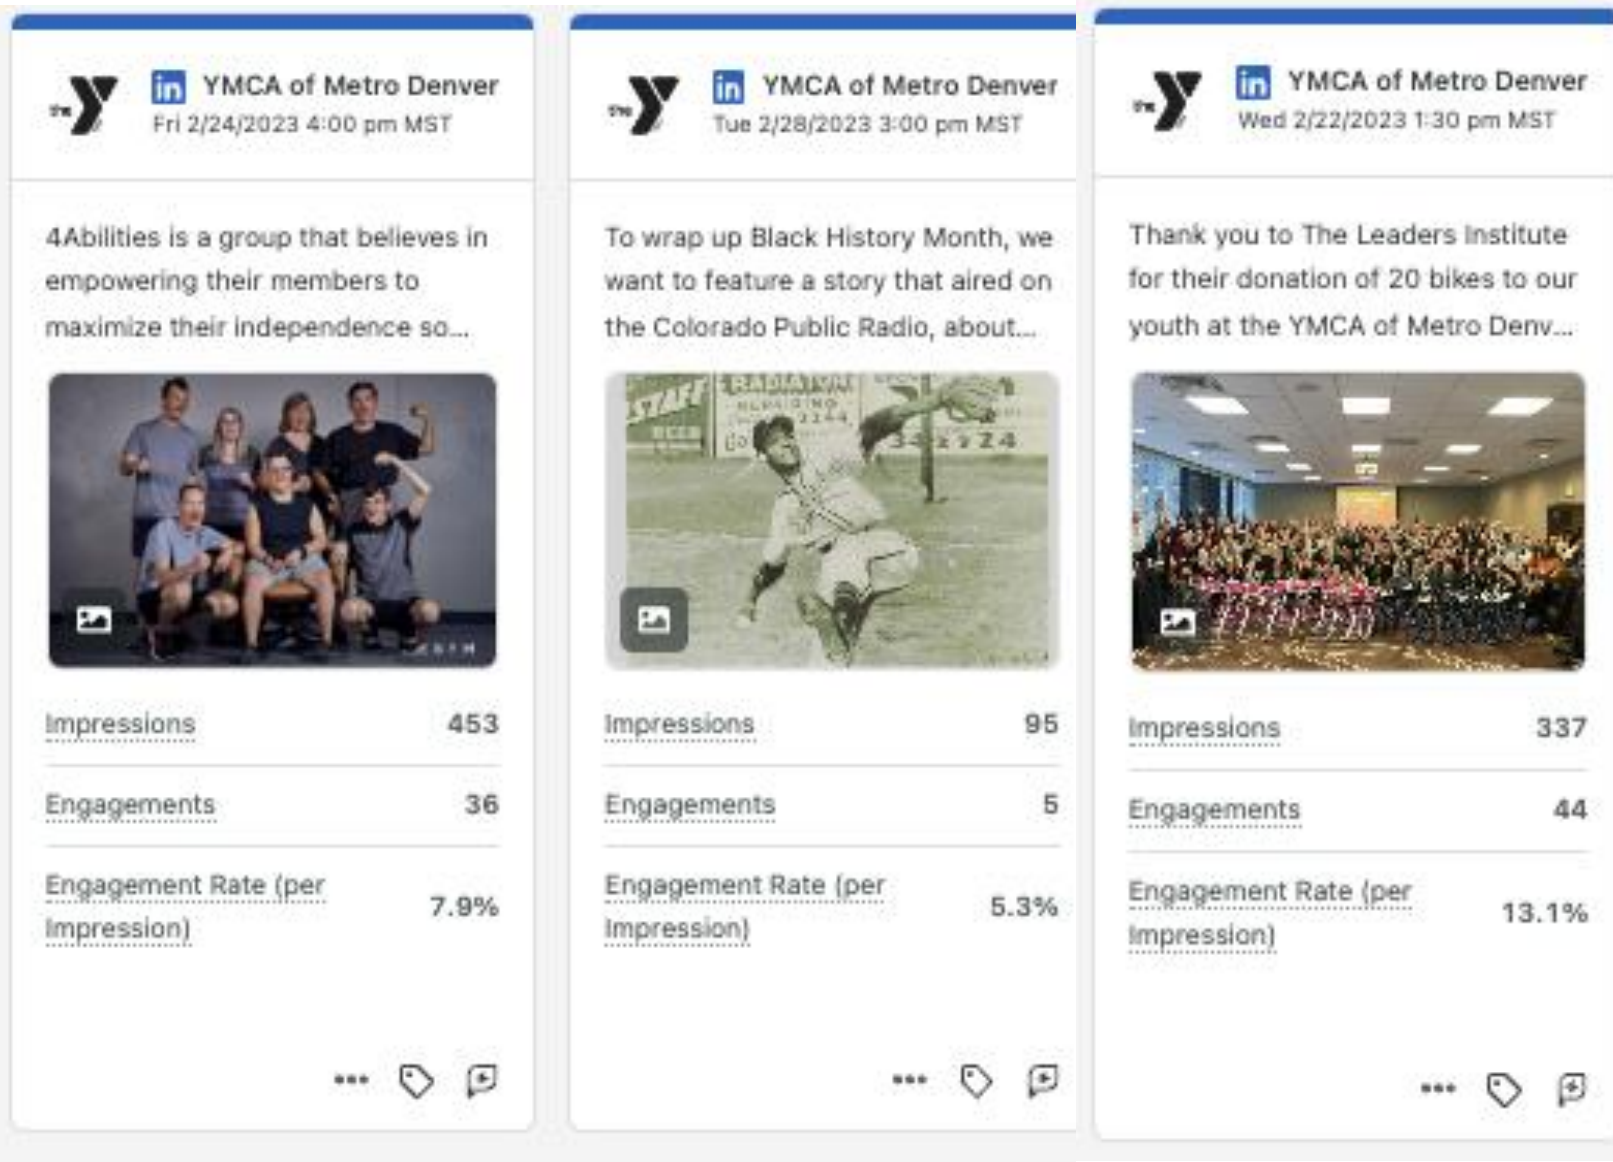 the Y
in YMCA of Metro Denver
Fri 2/24/2023 4:00 pm MST
4Abilities is a group that believes in
empowering their members to
maximize their independence so...
Impressions 453
Engagements 36
Engagement Rate (per
Impression) 7.9%
the Y
in YMCA of Metro Denver
Tue 2/28/2023 3:00 pm MST
To wrap up Black History Month, we
want to feature a story that aired on
the Colorado Public Radio, about...
STAFF
RADIATOR
REPAIRING
Impressions 95
Engagements 5
Engagement Rate (per
Impression) 5.3%
the Y
in YMCA of Metro Denver
Wed 2/22/2023 1:30 pm MST
Thank you to The Leaders Institute
for their donation of 20 bikes to our
youth at the YMCA of Metro Denv...
Impressions 337
Engagements 44
Engagement Rate (per
Impression) 13.1%